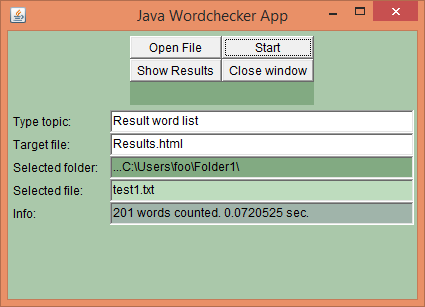 Java Wordchecker App
Open File Start
Show Results Close window
Type topic: Result word list
Target file: Results.html
Selected folder: ...C:\Users\foo\Folder1\
Selected file: test1.txt
Info: 201 words counted. 0.0720525 sec.